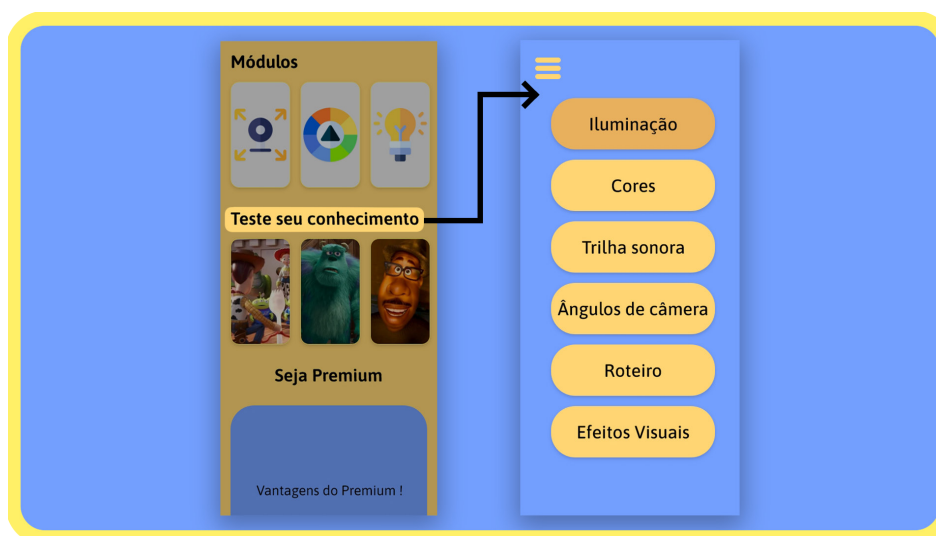 Módulos
Teste seu conhecimento
Seja Premium
Vantagens do Premium !
Iluminação
Cores
Trilha sonora
Ângulos de câmera
Roteiro
Efeitos Visuais